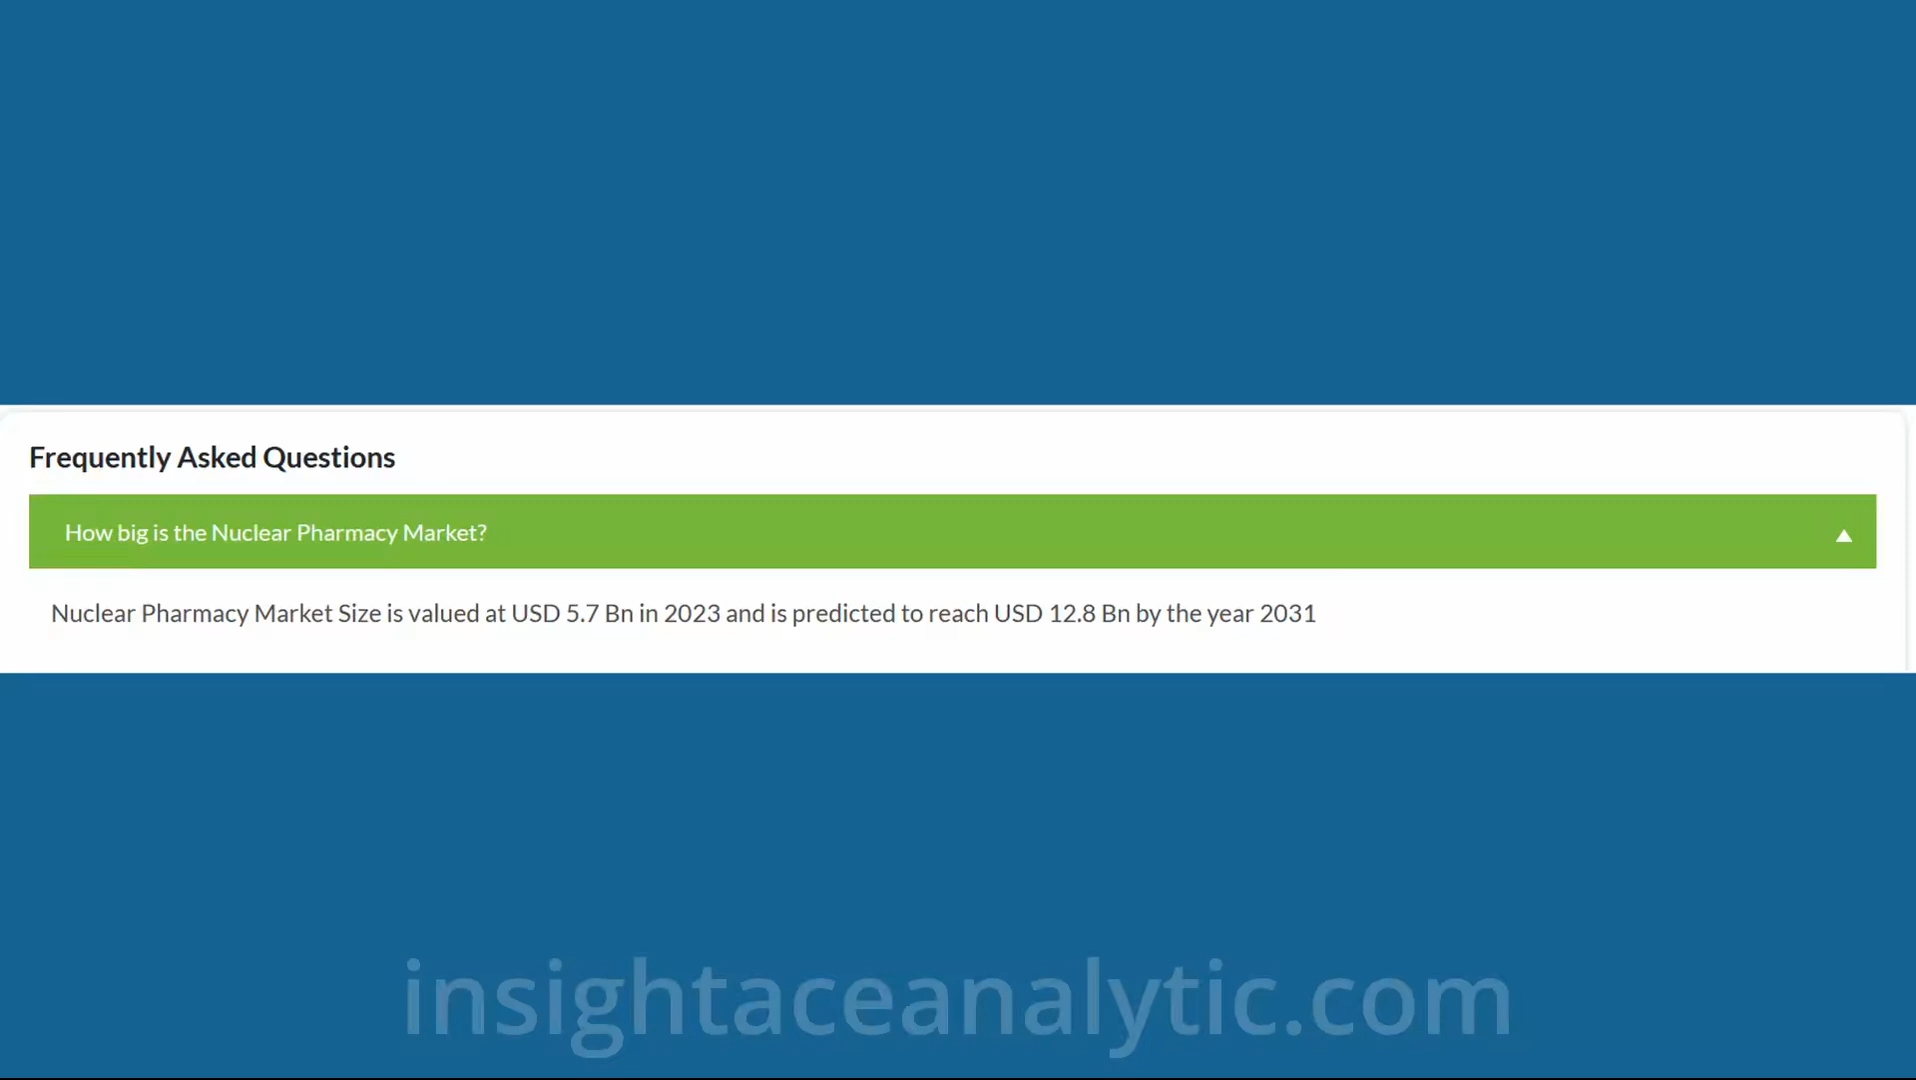 Frequently Asked Questions
How big is the Nuclear Pharmacy Market?
Nuclear Pharmacy Market Size is valued at USD 5.7 Bn in 2023 and is predicted to reach USD 12.8 Bn by the year 2031
insightaceanalytic.com